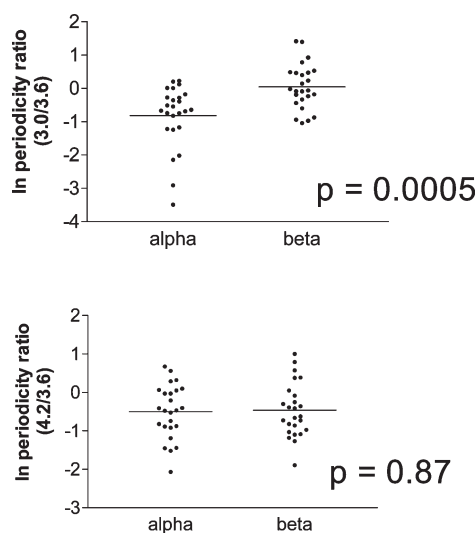 ln periodicity ratio
(3.0/3.6)
2
1
0
-1
-2
-3
-4
p = 0.0005
alpha beta
ln periodicity ratio
(4.2/3.6)
2
1
0
-1
-2
-3
p = 0.87
alpha beta